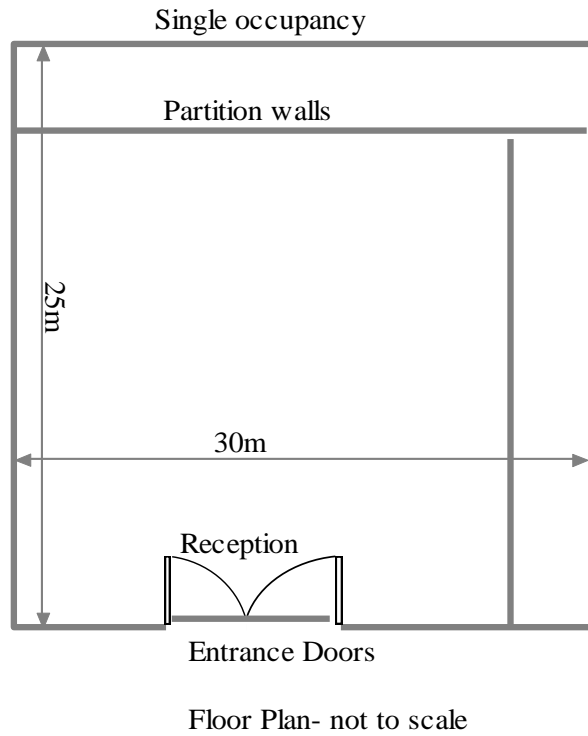 Single occupancy
Partition walls
25m
30m
Reception
Entrance Doors
Floor Plan- not to scale